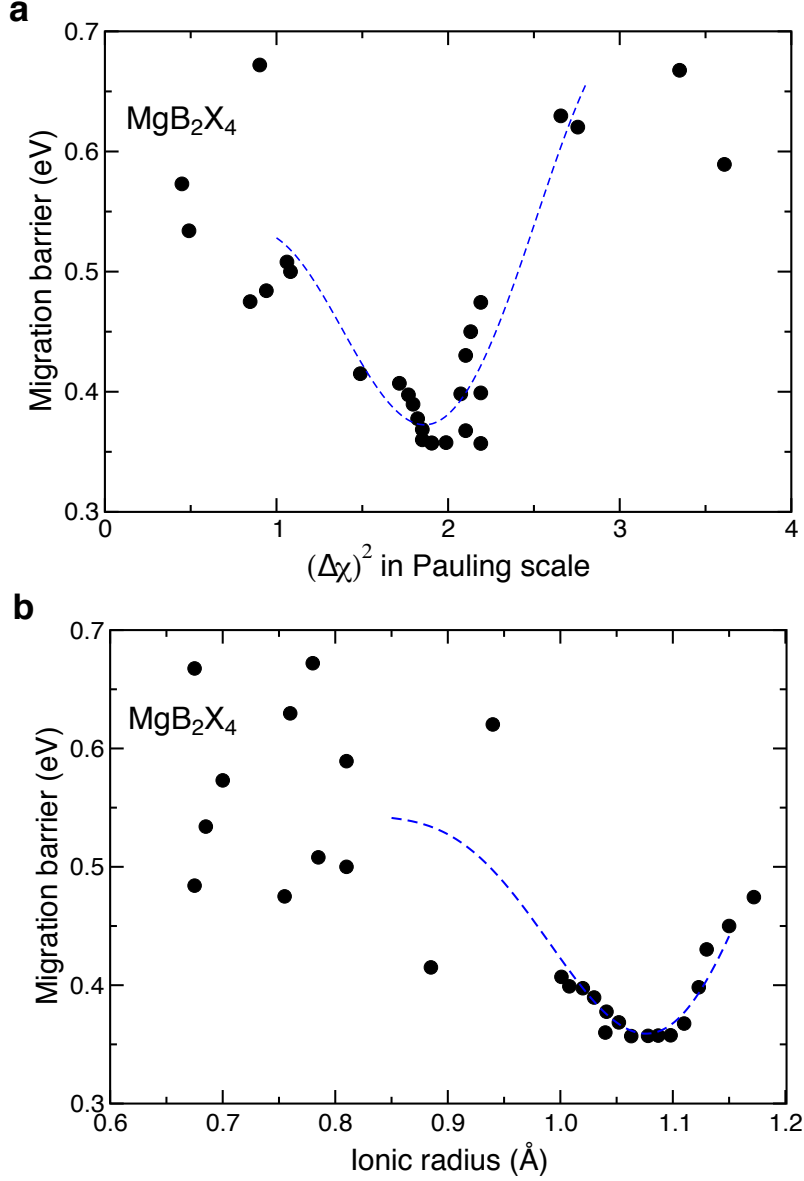 a
0.7
0.6
0.5
0.4
0.3
Migration barrier (eV)
MgB₂X₄
0 1 2 3 4
(Δχ)² in Pauling scale
b
0.7
0.6
0.5
0.4
0.3
Migration barrier (eV)
MgB₂X₄
0.6 0.7 0.8 0.9 1.0 1.1 1.2
Ionic radius (Å)